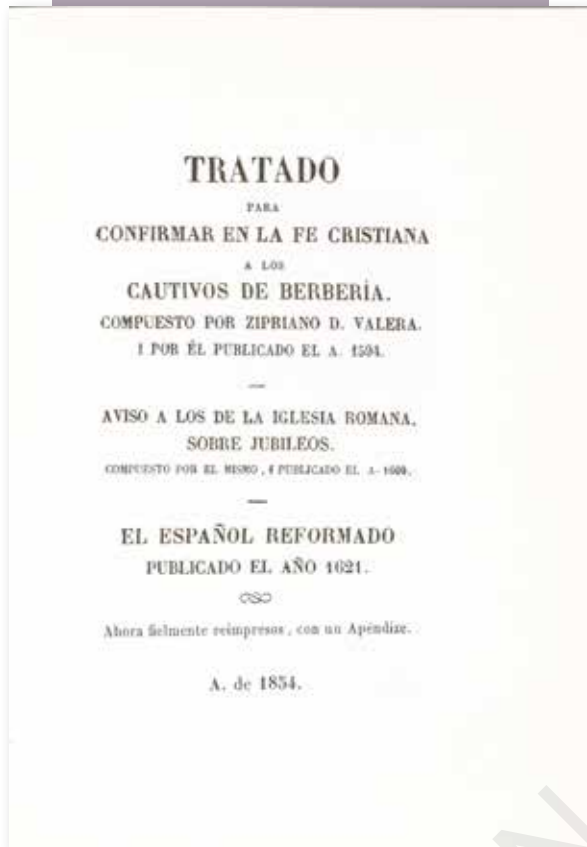 TRATADO
PARA
CONFIRMAR EN LA FE CRISTIANA
A LOS
CAUTIVOS DE BERBERÌA.
COMPUESTO POR ZIPRIANO D. VALERA.
I POR ÉL PUBLICADO EL A. 1594.
AVISO A LOS DE LA IGLESIA ROMANA,
SOBRE JUBILEOS.
COMPUESTO POR EL MISMO, I PUBLICADO EL A. 1600.
EL ESPAÑOL REFORMADO
PUBLICADO EL AÑO 1621.
Ahora fielmente reimpresos, con un Apéndize.
A. de 1854.